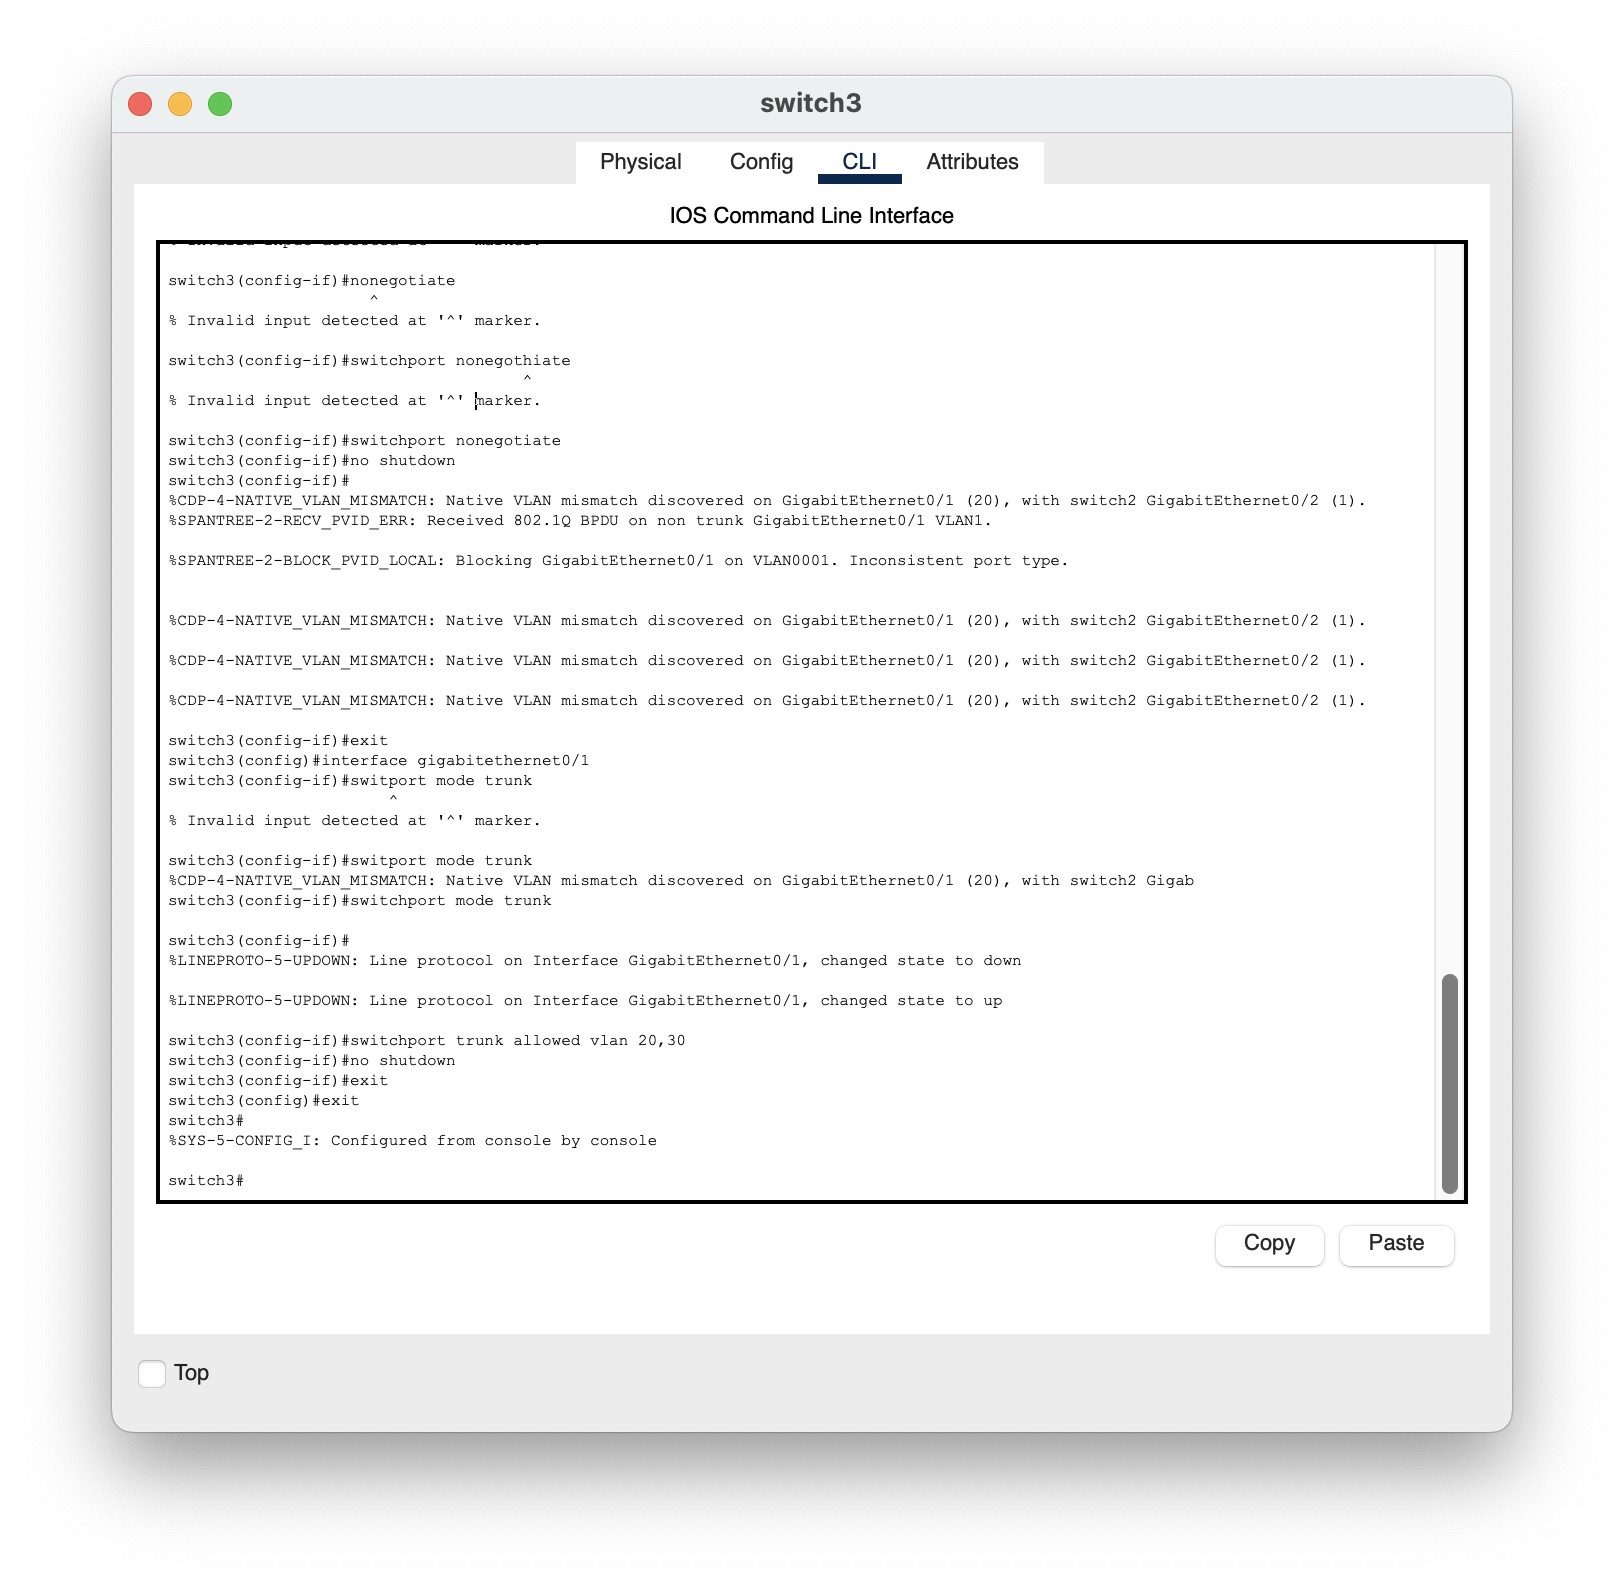 switch3
Physical Config CLI Attributes
IOS Command Line Interface
% Invalid input detected at '^' marker.
switch3(config-if)#nonegotiate
^
% Invalid input detected at '^' marker.
switch3(config-if)#switchport nonegothiate
^
% Invalid input detected at '^' marker.
switch3(config-if)#switchport nonegotiate
switch3(config-if)#no shutdown
switch3(config-if)#
%CDP-4-NATIVE_VLAN_MISMATCH: Native VLAN mismatch discovered on GigabitEthernet0/1 (20), with switch2 GigabitEthernet0/2 (1).
%SPANTREE-2-RECV_PVID_ERR: Received 802.1Q BPDU on non trunk GigabitEthernet0/1 VLAN1.
%SPANTREE-2-BLOCK_PVID_LOCAL: Blocking GigabitEthernet0/1 on VLAN0001. Inconsistent port type.
%CDP-4-NATIVE_VLAN_MISMATCH: Native VLAN mismatch discovered on GigabitEthernet0/1 (20), with switch2 GigabitEthernet0/2 (1).
%CDP-4-NATIVE_VLAN_MISMATCH: Native VLAN mismatch discovered on GigabitEthernet0/1 (20), with switch2 GigabitEthernet0/2 (1).
%CDP-4-NATIVE_VLAN_MISMATCH: Native VLAN mismatch discovered on GigabitEthernet0/1 (20), with switch2 GigabitEthernet0/2 (1).
switch3(config-if)#exit
switch3(config)#interface gigabitethernet0/1
switch3(config-if)#switport mode trunk
^
% Invalid input detected at '^' marker.
switch3(config-if)#switport mode trunk
%CDP-4-NATIVE_VLAN_MISMATCH: Native VLAN mismatch discovered on GigabitEthernet0/1 (20), with switch2 Gigab
switch3(config-if)#switchport mode trunk
switch3(config-if)#
%LINEPROTO-5-UPDOWN: Line protocol on Interface GigabitEthernet0/1, changed state to down
%LINEPROTO-5-UPDOWN: Line protocol on Interface GigabitEthernet0/1, changed state to up
switch3(config-if)#switchport trunk allowed vlan 20,30
switch3(config-if)#no shutdown
switch3(config-if)#exit
switch3(config)#exit
switch3#
%SYS-5-CONFIG_I: Configured from console by console
switch3#
Copy Paste
Top